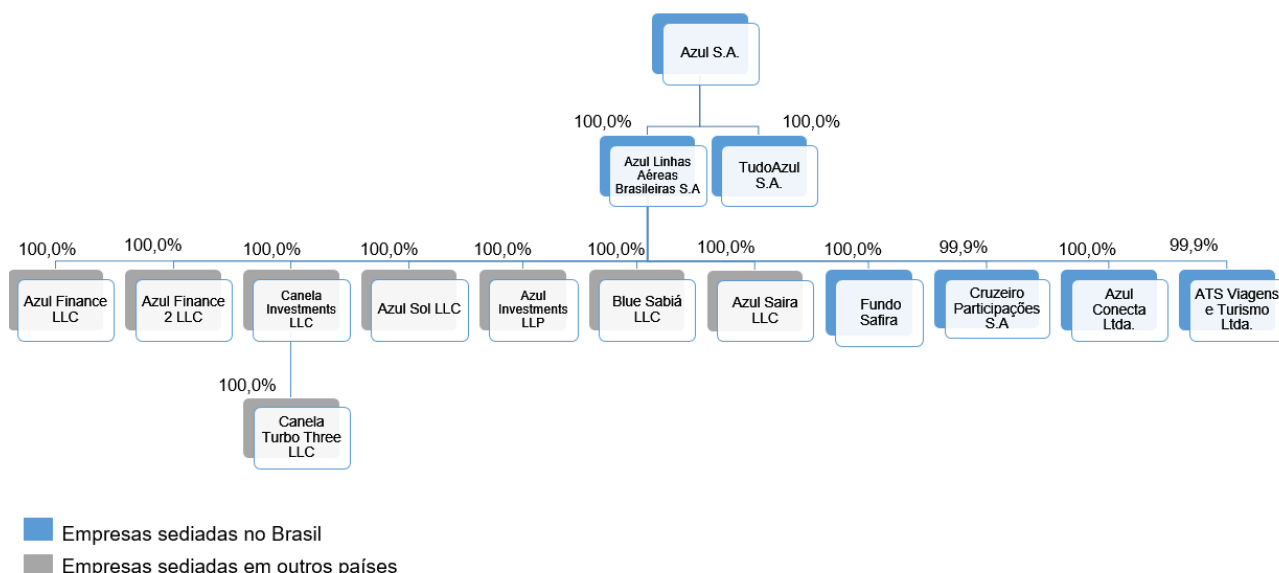 Azul S.A.
100,0%
100,0%
Azul Linhas
Aéreas
Brasileiras S.A
TudoAzul
S.A.
100,0%
100,0%
100,0%
100,0%
100,0%
100,0%
100,0%
100,0%
99,9%
100,0%
99,9%
Azul Finance
LLC
Azul Finance
2 LLC
Canela
Investments
LLC
Azul Sol LLC
Azul
Investments
LLP
Blue Sabiá
LLC
Azul Saira
LLC
Fundo
Safira
Cruzeiro
Participações
S.A
Azul
Conecta
Ltda.
ATS Viagens
e Turismo
Ltda.
100,0%
Canela
Turbo Three
LLC
Empresas sediadas no Brasil
Empresas sediadas em outros países